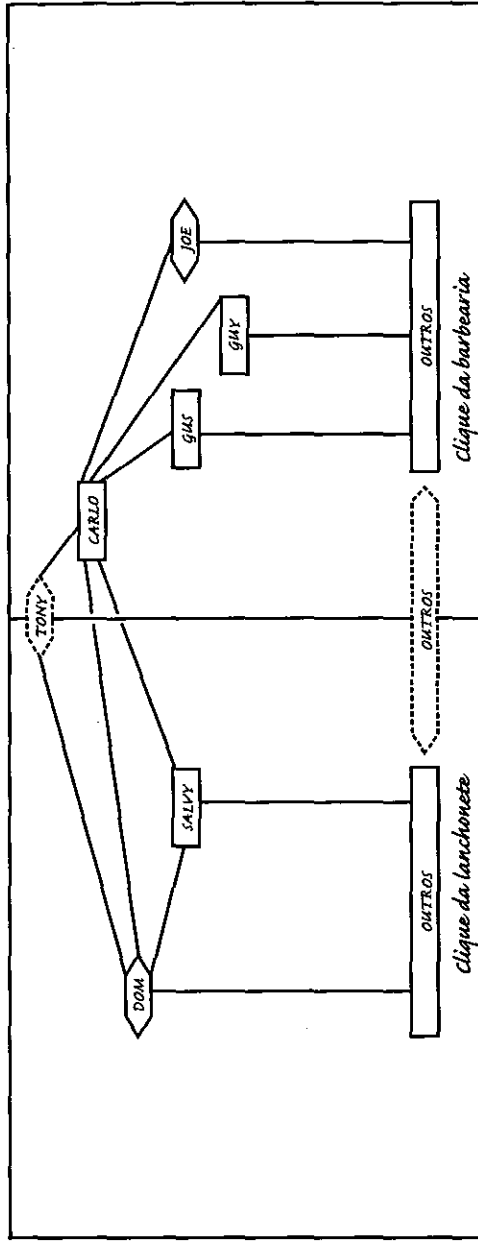 TONY
CARLO
DOM
SALVY
GUS
GUY
JOE
OUTROS
OUTROS
OUTROS
Clique da lanchonete
Clique da barbearia